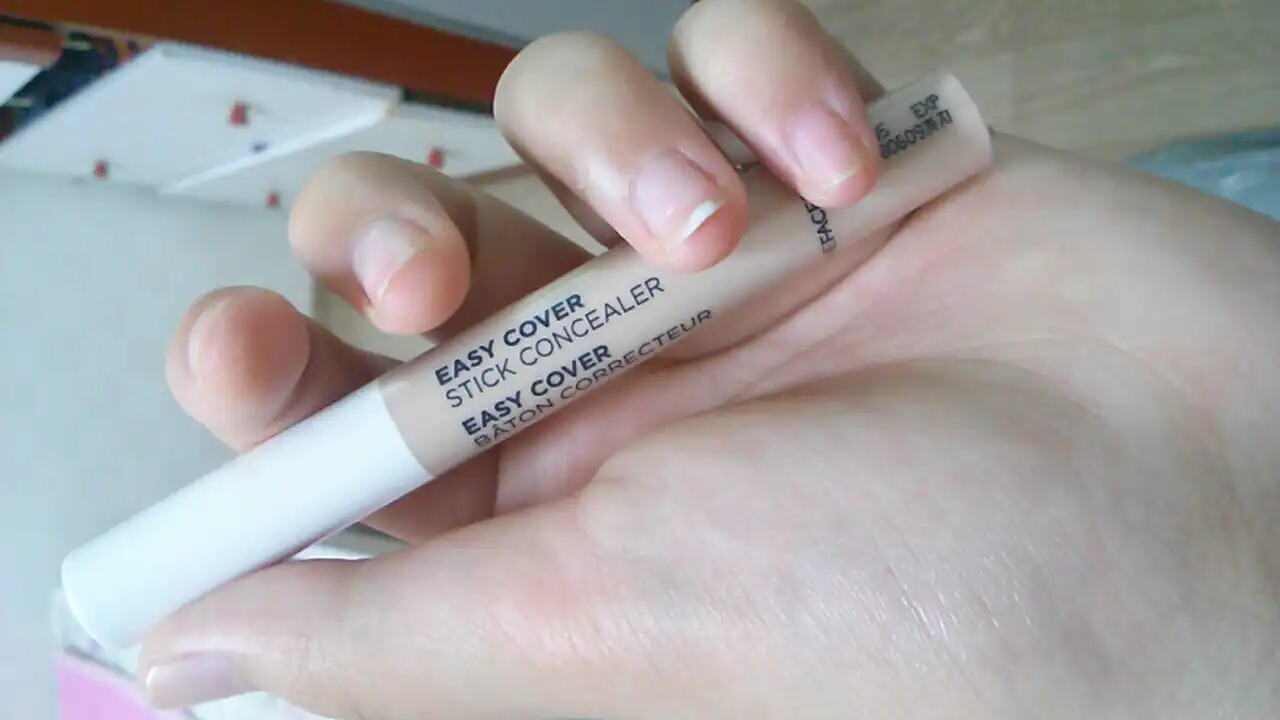 EASY COVER
STICK CONCEALER
EASY COVER
BÂTON CORRECTEUR
EXP